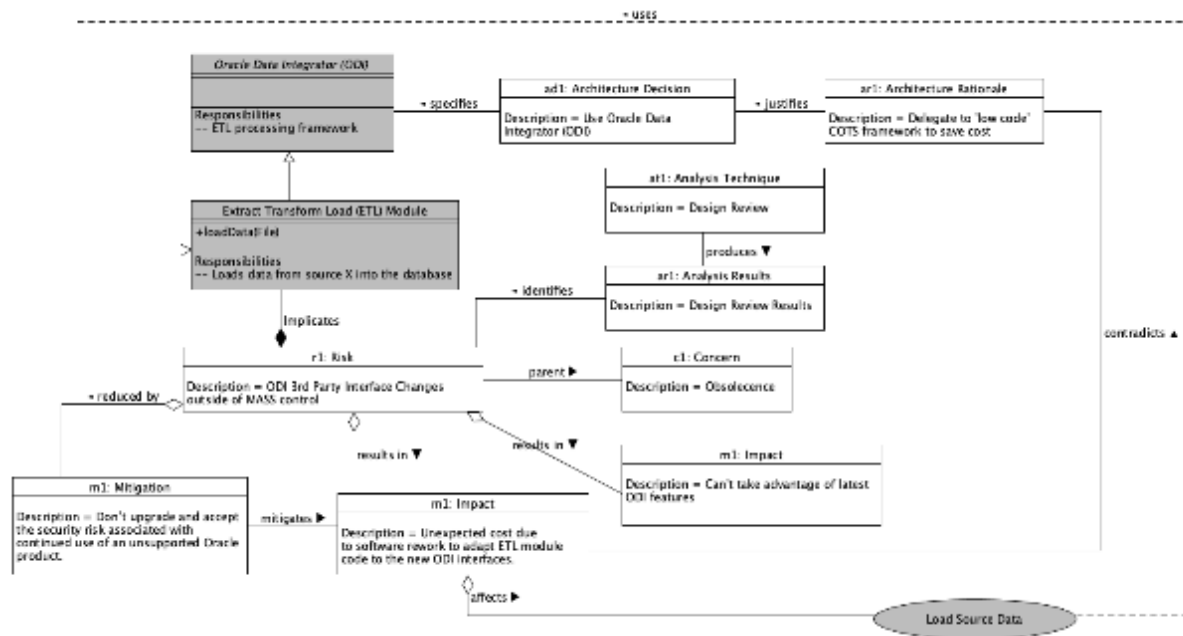 ◂ uses
Oracle Data Integrator (ODI)
Responsibilities
-- ETL processing framework
◂ specifies
ad1: Architecture Decision
Description = Use Oracle Data
Integrator (ODI)
◂ justifies
ar1: Architecture Rationale
Description = Delegate to 'low code'
COTS framework to save cost
at1: Analysis Technique
Description = Design Review
produces ▼
Extract Transform Load (ETL) Module
+loadData(File)
Responsibilities
-- Loads data from source X into the database
ar1: Analysis Results
Description = Design Review Results
◂ identifies
Implicates
contradicts ▲
r1: Risk
Description = ODI 3rd Party Interface Changes
outside of MASS control
parent ▶
c1: Concern
Description = Obsolecence
◂ reduced by
results in ▼
results in ▼
m1: Impact
Description = Can't take advantage of latest
ODI features
m1: Mitigation
Description = Don't upgrade and accept
the security risk associated with
continued use of an unsupported Oracle
product.
mitigates ▶
m1: Impact
Description = Unexpected cost due
to software rework to adapt ETL module
code to the new ODI interfaces.
affects ▶
Load Source Data